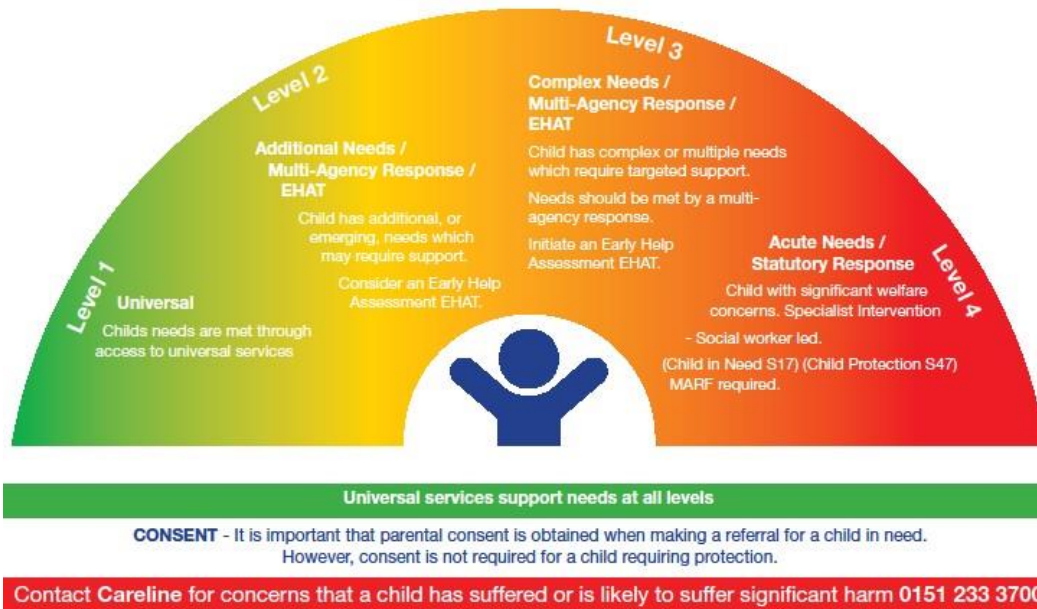 Level 1
Universal
Childs needs are met through
access to universal services
Level 2
Additional Needs /
Multi-Agency Response /
EHAT
Child has additional, or
emerging, needs which
may require support.
Consider an Early Help
Assessment EHAT.
Level 3
Complex Needs /
Multi-Agency Response /
EHAT
Child has complex or multiple needs
which require targeted support.
Needs should be met by a multi-
agency response.
Initiate an Early Help
Assessment EHAT.
Level 4
Acute Needs /
Statutory Response
Child with significant welfare
concerns. Specialist Intervention
- Social worker led.
(Child in Need S17) (Child Protection S47)
MARF required.
Universal services support needs at all levels
CONSENT - It is important that parental consent is obtained when making a referral for a child in need.
However, consent is not required for a child requiring protection.
Contact Careline for concerns that a child has suffered or is likely to suffer significant harm 0151 233 3700